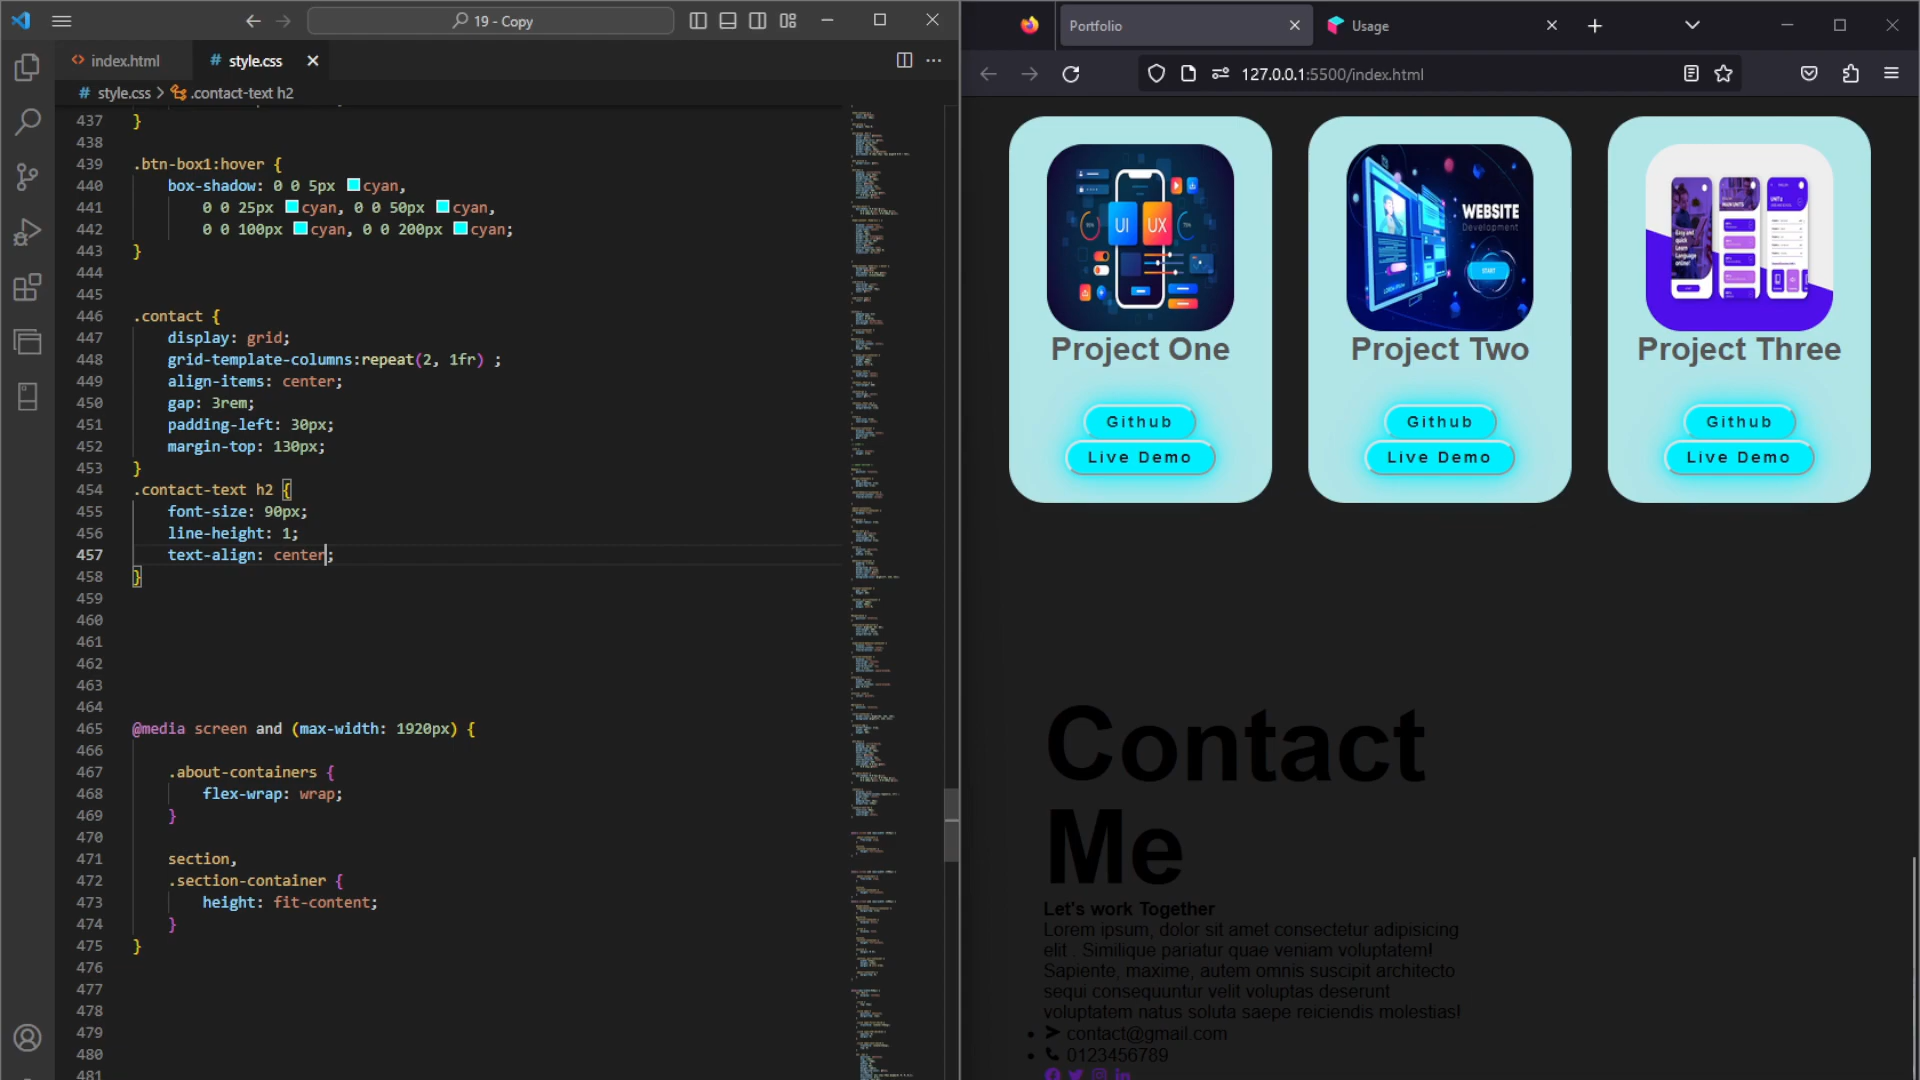 19 - Copy
index.html
# style.css
# style.css > .contact-text h2
437 }
438
439 .btn-box1:hover {
440 box-shadow: 0 0 5px cyan,
441 0 0 25px cyan, 0 0 50px cyan,
442 0 0 100px cyan, 0 0 200px cyan;
443 }
444
445
446 .contact {
447 display: grid;
448 grid-template-columns:repeat(2, 1fr) ;
449 align-items: center;
450 gap: 3rem;
451 padding-left: 30px;
452 margin-top: 130px;
453 }
454 .contact-text h2 {
455 font-size: 90px;
456 line-height: 1;
457 text-align: center;
458 }
459
460
461
462
463
464
465 @media screen and (max-width: 1920px) {
466
467 .about-containers {
468 flex-wrap: wrap;
469 }
470
471 section,
472 .section-container {
473 height: fit-content;
474 }
475 }
476
477
478
479
480
481
Portfolio
Usage
127.0.0.1:5500/index.html
UI UX
WEBSITE
Development
START
Project One
Project Two
Project Three
Github
Github
Github
Live Demo
Live Demo
Live Demo
Contact
Me
Let's work Together
Lorem ipsum, dolor sit amet consectetur adipisicing
elit . Similique pariatur quae veniam voluptatem!
Sapiente, maxime, autem omnis suscipit architecto
sequi consequuntur velit voluptas deserunt
voluptatem natus soluta saepe reiciendis molestias!
contact@gmail.com
0123456789